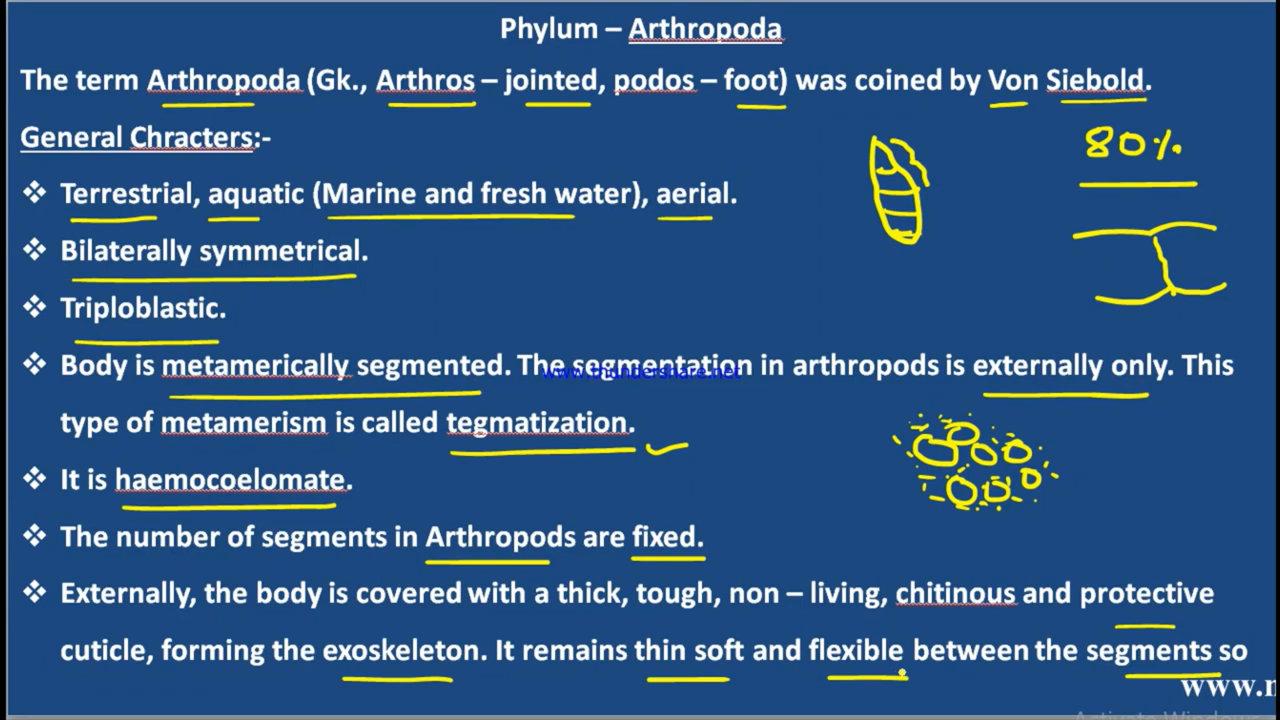 Phylum – Arthropoda
The term Arthropoda (Gk., Arthros – jointed, podos – foot) was coined by Von Siebold.
General Chracters:-
80%
❖ Terrestrial, aquatic (Marine and fresh water), aerial.
❖ Bilaterally symmetrical.
❖ Triploblastic.
❖ Body is metamerically segmented. The segmentation in arthropods is externally only. This
www.thundershare.net
type of metamerism is called tegmatization.
❖ It is haemocoelomate.
❖ The number of segments in Arthropods are fixed.
❖ Externally, the body is covered with a thick, tough, non – living, chitinous and protective
cuticle, forming the exoskeleton. It remains thin soft and flexible between the segments so